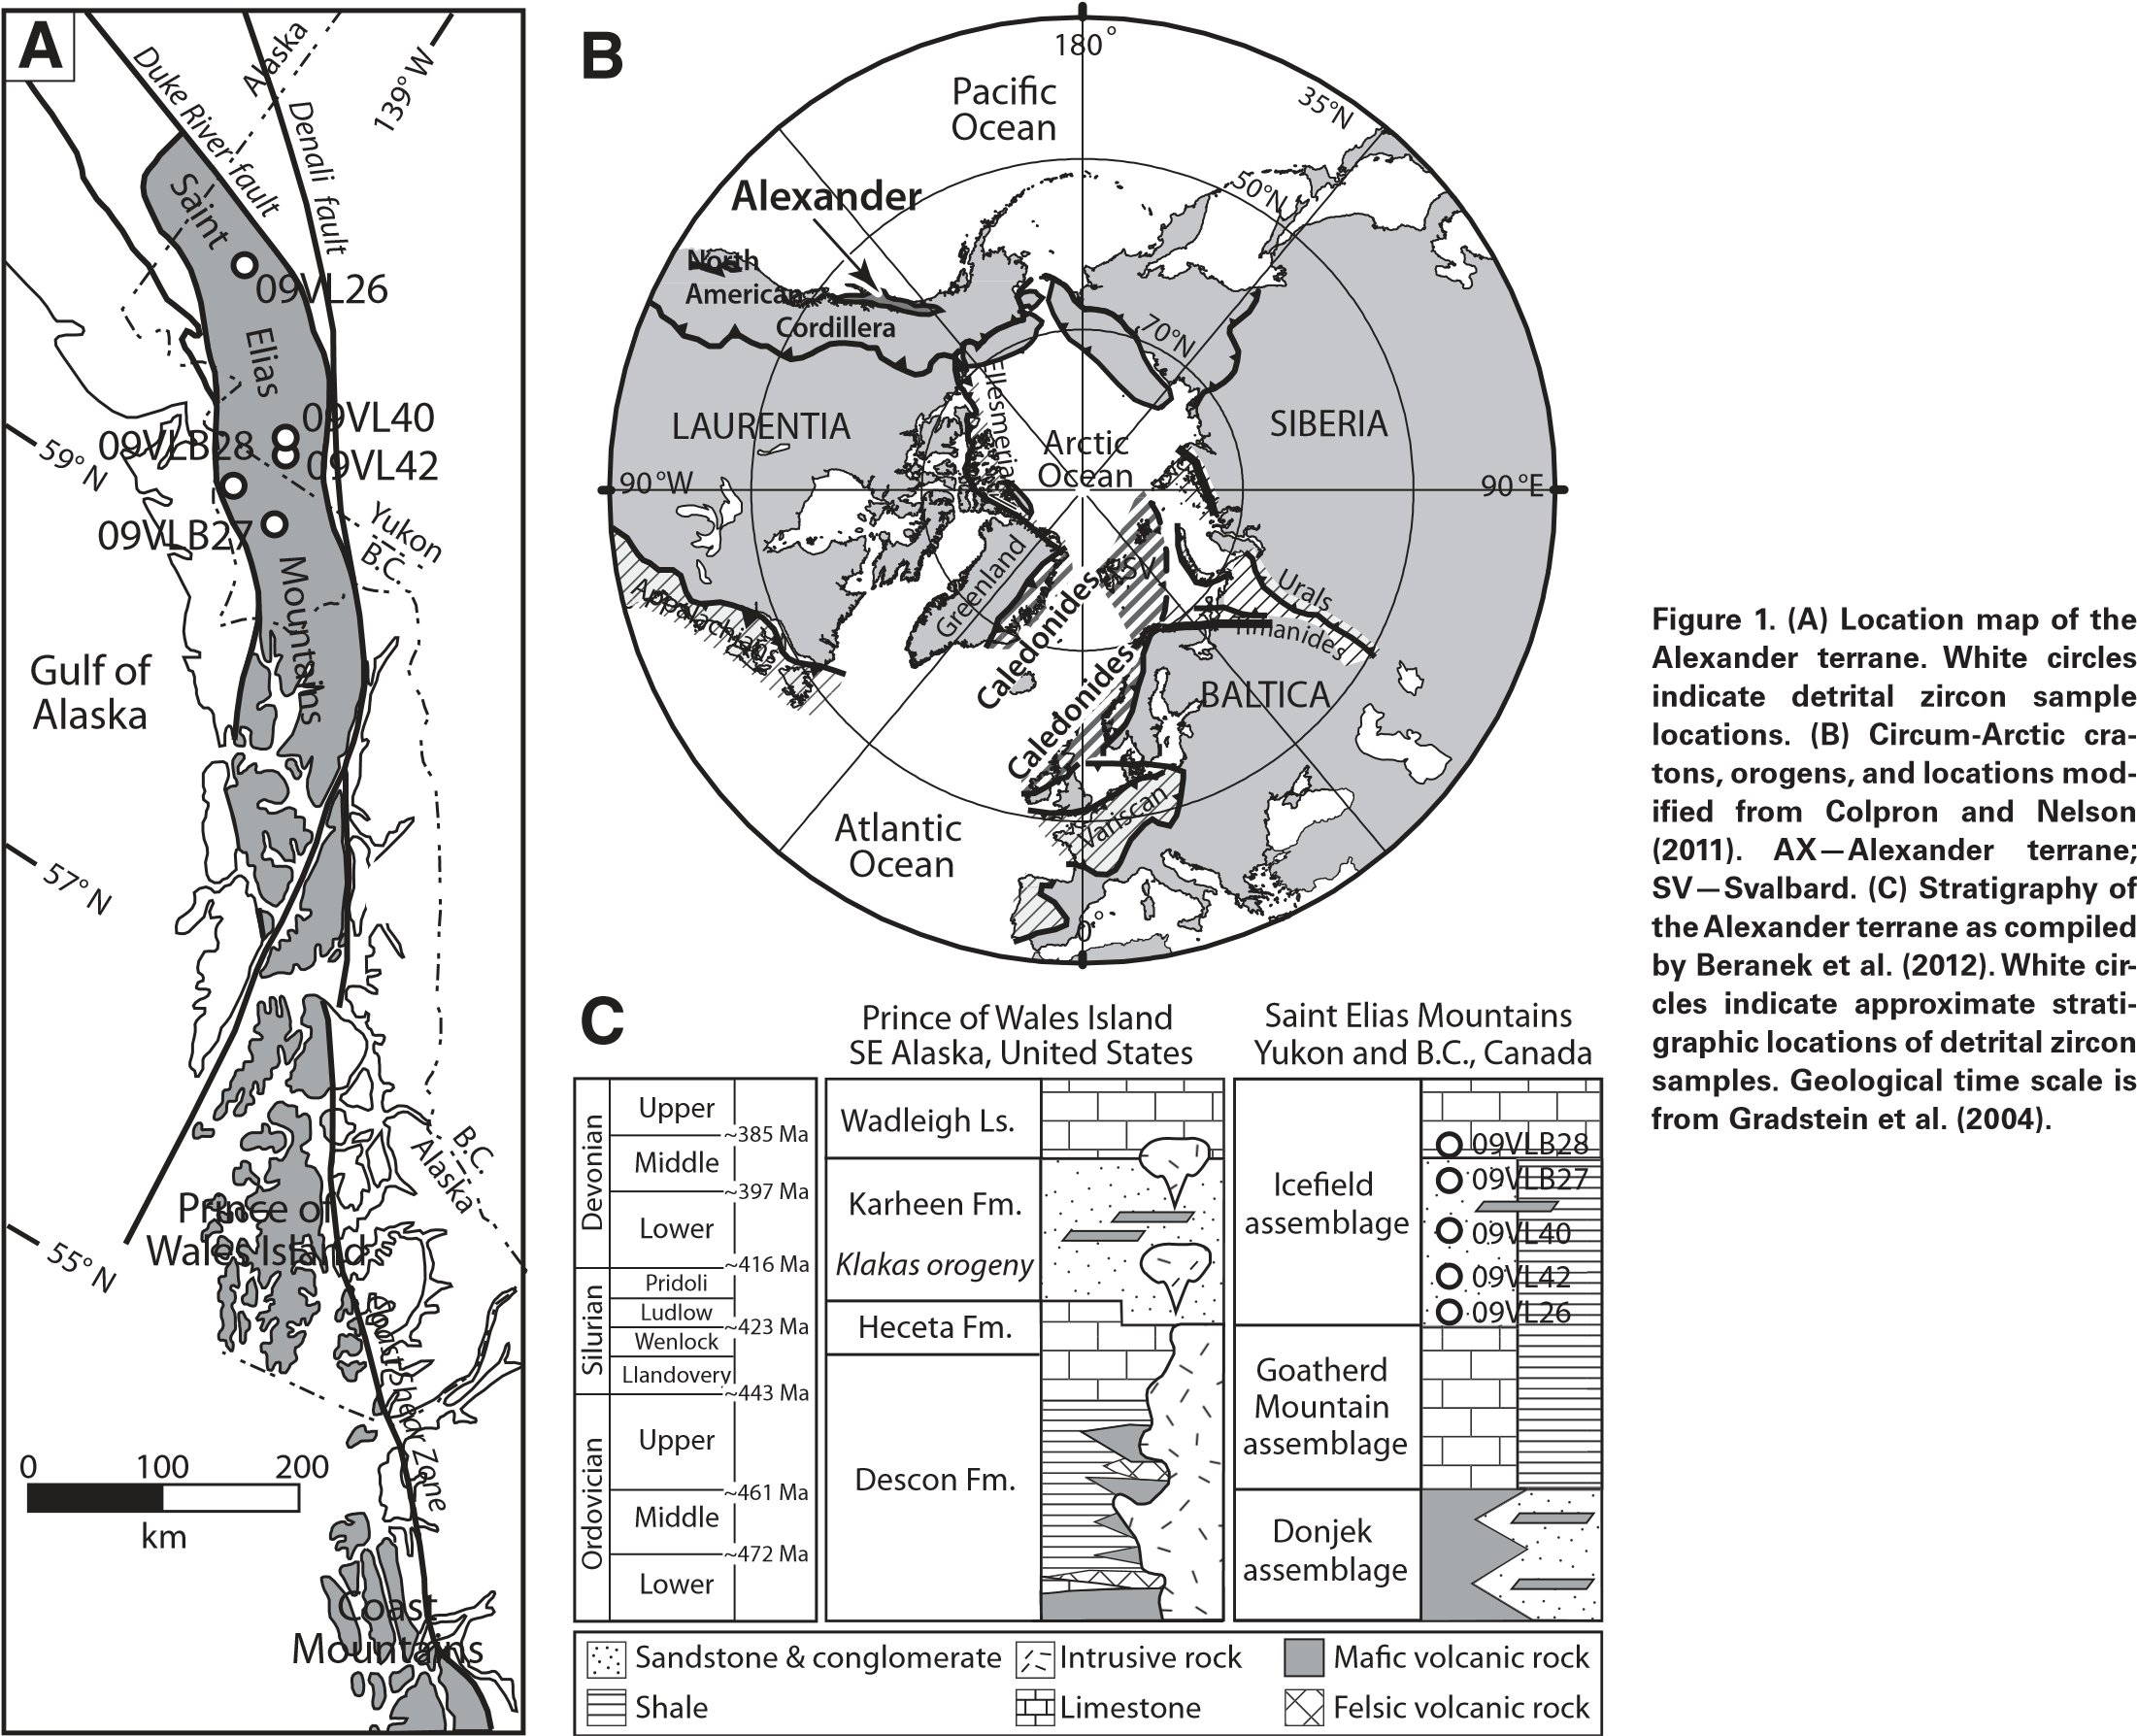 A
Duke River fault
Alaska
Denali fault
139° W
Saint
Elias
Mountains
09VL26
09VL40
09VLB28
09VL42
09VLB27
59° N
Yukon
B.C.
Gulf of
Alaska
57° N
B.C.
Alaska
Prince of
Wales Island
55° N
Coast Shear Zone
0 100 200
km
Coast
Mountains
B
180°
Pacific
Ocean
35°N
50°N
70°N
Alexander
North
American
Cordillera
LAURENTIA
Ellesmerian
Arctic
Ocean
SIBERIA
90°W
90°E
Greenland
SV
Caledonides
Caledonides
Appalachians
Urals
Timanides
BALTICA
Variscan
Atlantic
Ocean
0°
C
Prince of Wales Island
SE Alaska, United States
Saint Elias Mountains
Yukon and B.C., Canada
Devonian
Upper
~385 Ma
Middle
~397 Ma
Lower
~416 Ma
Silurian
Pridoli
Ludlow
~423 Ma
Wenlock
Llandovery
~443 Ma
Ordovician
Upper
~461 Ma
Middle
~472 Ma
Lower
Wadleigh Ls.
Karheen Fm.
Klakas orogeny
Heceta Fm.
Descon Fm.
Icefield
assemblage
Goatherd
Mountain
assemblage
Donjek
assemblage
09VLB28
09VLB27
09VL40
09VL42
09VL26
Sandstone & conglomerate
Intrusive rock
Mafic volcanic rock
Shale
Limestone
Felsic volcanic rock
Figure 1. (A) Location map of the
Alexander terrane. White circles
indicate detrital zircon sample
locations. (B) Circum-Arctic cra-
tons, orogens, and locations mod-
ified from Colpron and Nelson
(2011). AX—Alexander terrane;
SV—Svalbard. (C) Stratigraphy of
the Alexander terrane as compiled
by Beranek et al. (2012). White cir-
cles indicate approximate strati-
graphic locations of detrital zircon
samples. Geological time scale is
from Gradstein et al. (2004).